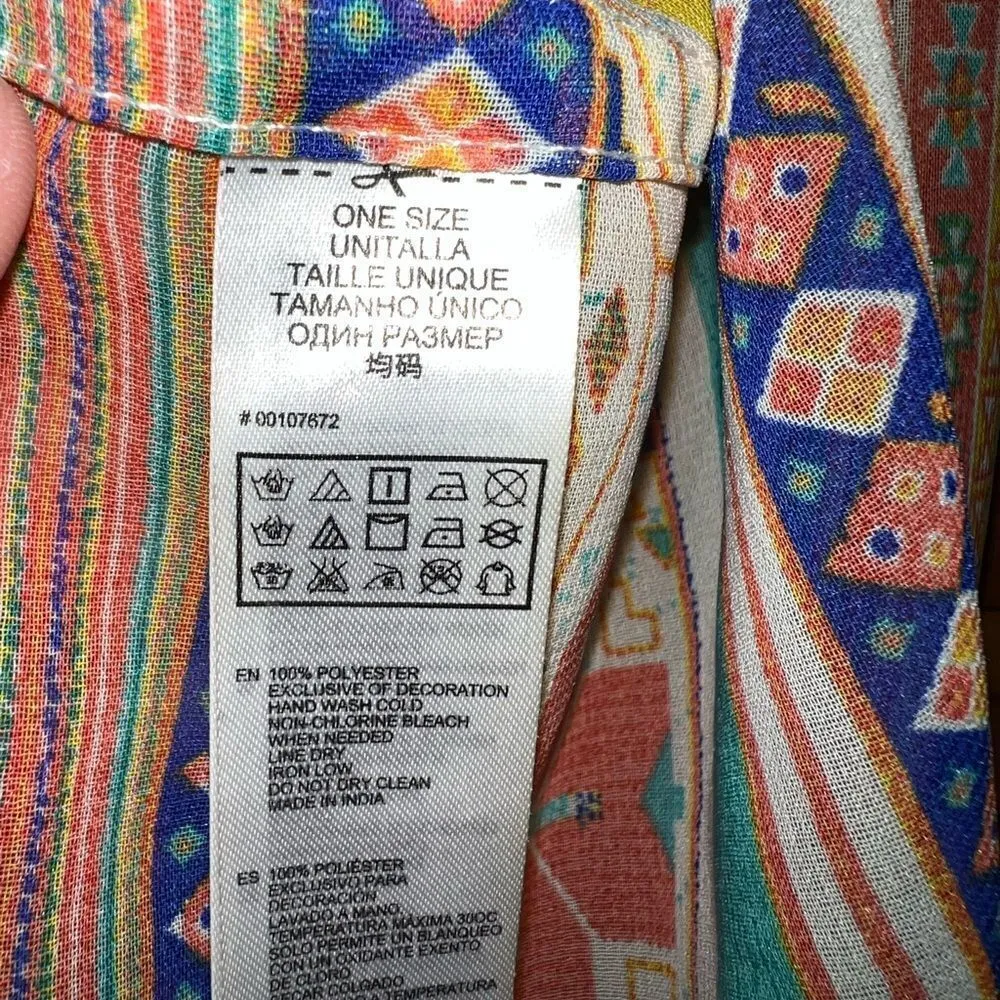 ONE SIZE
UNITALLA
TAILLE UNIQUE
TAMANHO ÚNICO
ОДИН РАЗМЕР
均码
# 00107672
EN 100% POLYESTER
EXCLUSIVE OF DECORATION
HAND WASH COLD
NON-CHLORINE BLEACH
WHEN NEEDED
LINE DRY
IRON LOW
DO NOT DRY CLEAN
MADE IN INDIA
ES 100% POLIÉSTER
EXCLUSIVO PARA
DECORACIÓN
LAVADO A MANO
TEMPERATURA MÁXIMA 30OC
SOLO PERMITE UN BLANQUEO
CON UN OXIDANTE EXENTO
DE CLORO
SECAR COLGADO
TEMPERATURA